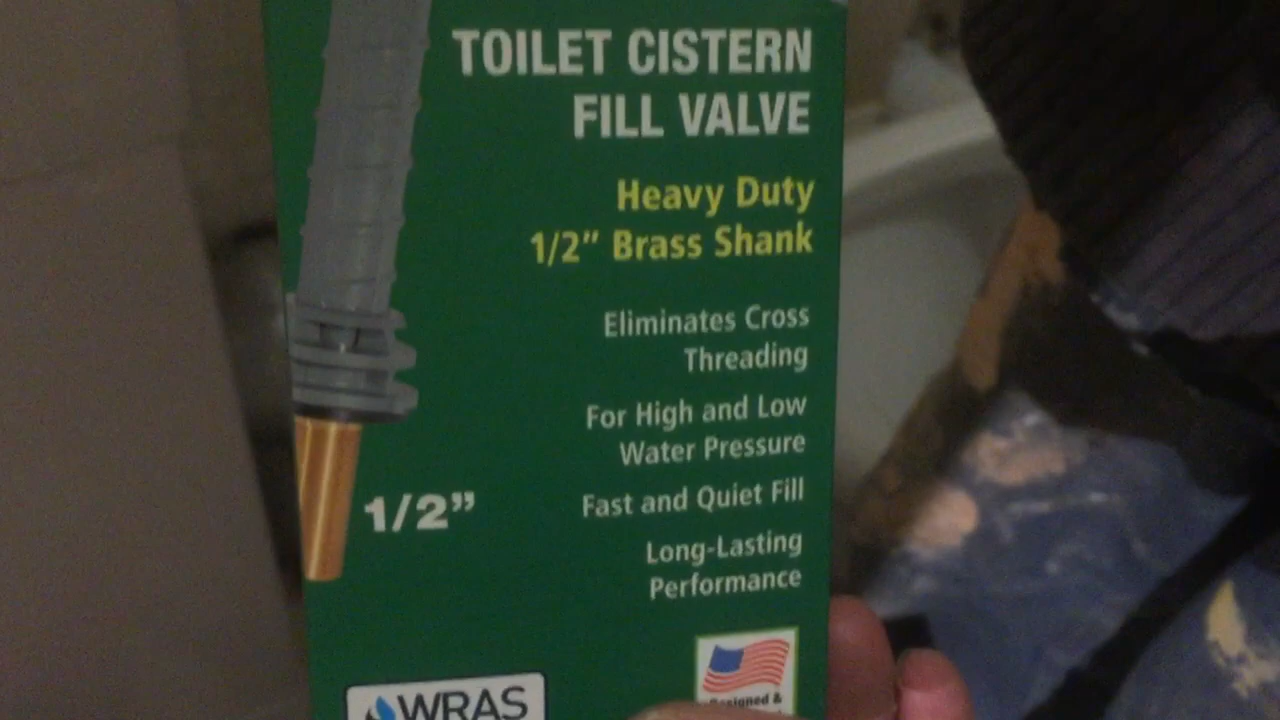 TOILET CISTERN
FILL VALVE
Heavy Duty
1/2" Brass Shank
Eliminates Cross
Threading
For High and Low
Water Pressure
1/2”
Fast and Quiet Fill
Long-Lasting
Performance
WRAS
Designed &